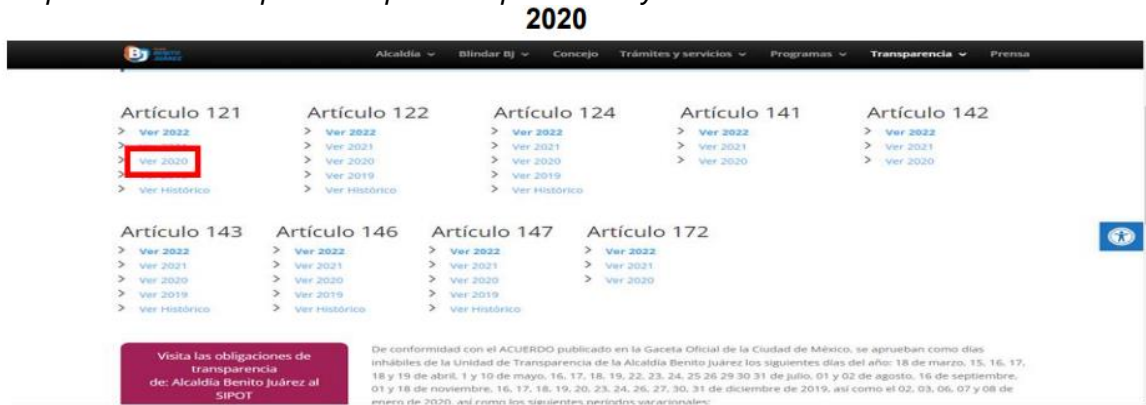 2020
BJ BENITO JUÁREZ
Alcaldía Blindar BJ Concejo Trámites y servicios Programas Transparencia Prensa
Artículo 121
> Ver 2022
> Ver 2020
> Ver Histórico
Artículo 122
> Ver 2022
> Ver 2021
> Ver 2020
> Ver 2019
> Ver Histórico
Artículo 124
> Ver 2022
> Ver 2021
> Ver 2020
> Ver 2019
> Ver Histórico
Artículo 141
> Ver 2022
> Ver 2021
> Ver 2020
Artículo 142
> Ver 2022
> Ver 2021
> Ver 2020
Artículo 143
> Ver 2022
> Ver 2021
> Ver 2020
> Ver 2019
> Ver Histórico
Artículo 146
> Ver 2022
> Ver 2021
> Ver 2020
> Ver 2019
> Ver Histórico
Artículo 147
> Ver 2022
> Ver 2021
> Ver 2020
> Ver 2019
> Ver Histórico
Artículo 172
> Ver 2022
> Ver 2021
> Ver 2020
Visita las obligaciones de
transparencia
de: Alcaldía Benito Juárez al
SIPOT
De conformidad con el ACUERDO publicado en la Gaceta Oficial de la Ciudad de México, se aprueban como días
inhábiles de la Unidad de Transparencia de la Alcaldía Benito Juárez los siguientes días del año: 18 de marzo, 15, 16, 17,
18 y 19 de abril, 1 y 10 de mayo, 16, 17, 18, 19, 22, 23, 24, 25 26 29 30 31 de julio, 01 y 02 de agosto, 16 de septiembre,
01 y 18 de noviembre, 16, 17, 18, 19, 20, 23, 24, 26, 27, 30, 31 de diciembre de 2019, así como el 02, 03, 06, 07 y 08 de
enero de 2020, así como los siguientes períodos vacacionales: